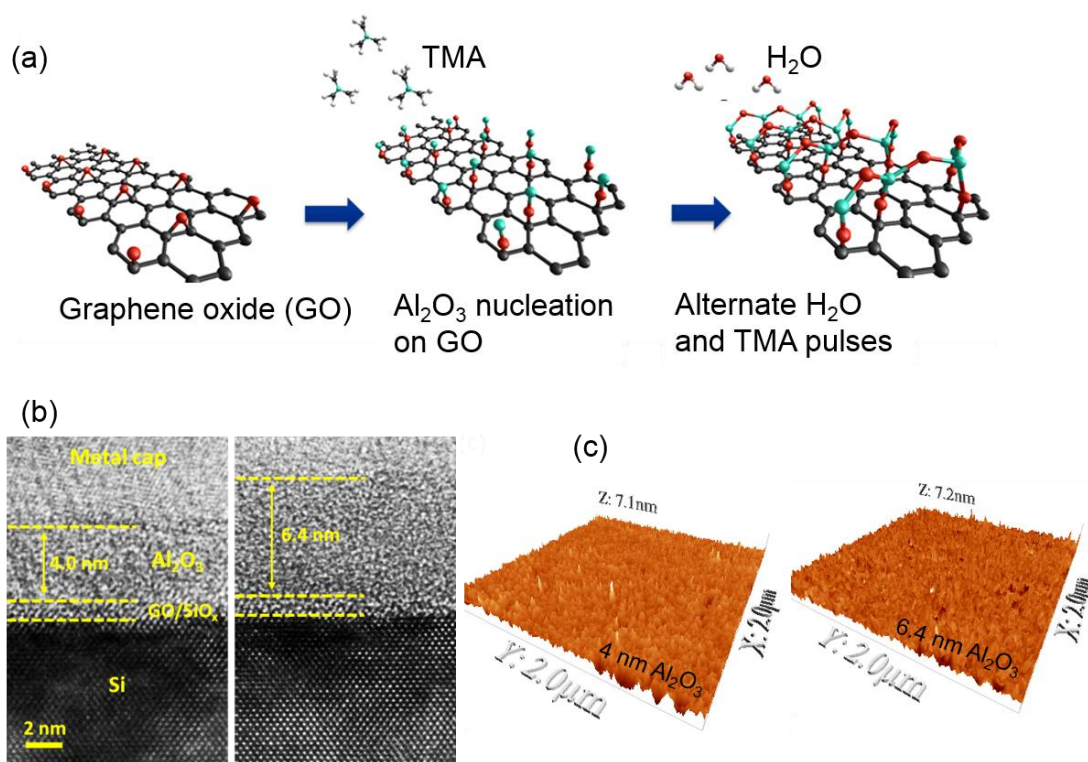 (a)
TMA
H₂O
Graphene oxide (GO)
Al₂O₃ nucleation
on GO
Alternate H₂O
and TMA pulses
(b)
Metal cap
4.0 nm
Al₂O₃
GO/SiOₓ
Si
2 nm
6.4 nm
(c)
Z: 7.1nm
X: 2.0µm
Y: 2.0µm
4 nm Al₂O₃
Z: 7.2nm
X: 2.0µm
Y: 2.0µm
6.4 nm Al₂O₃